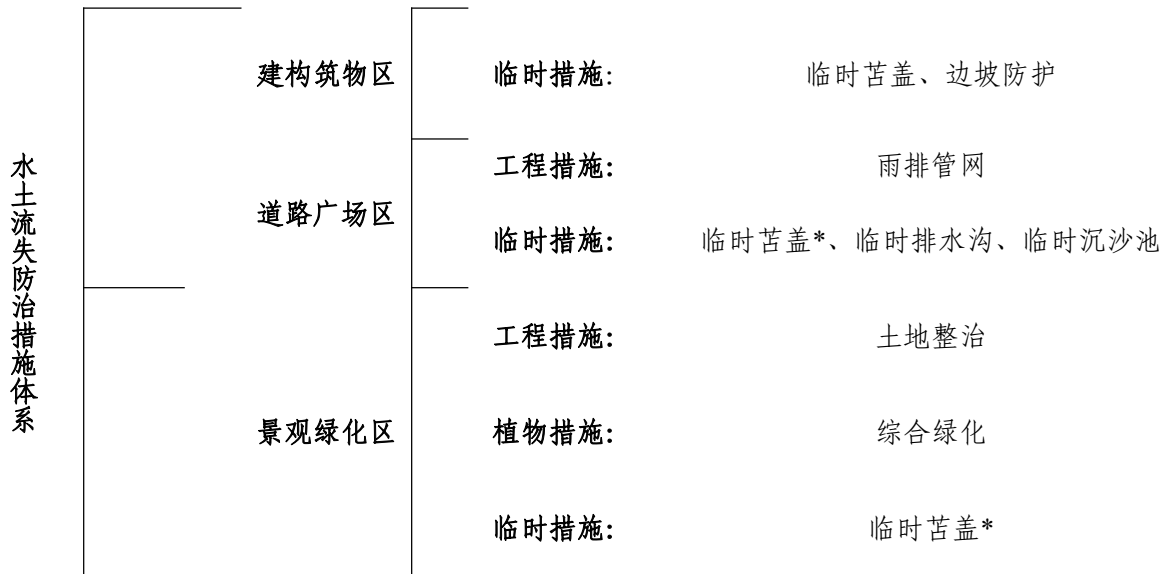 水土流失防治措施体系
建构筑物区
临时措施: 临时苫盖、边坡防护
道路广场区
工程措施: 雨排管网
临时措施: 临时苫盖*、临时排水沟、临时沉沙池
景观绿化区
工程措施: 土地整治
植物措施: 综合绿化
临时措施: 临时苫盖*